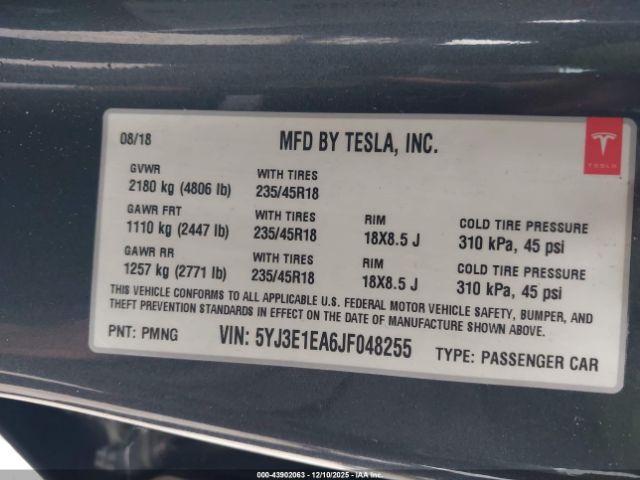 08/18
MFD BY TESLA, INC.
TESLA
GVWR
2180 kg (4806 lb)
WITH TIRES
235/45R18
GAWR FRT
1110 kg (2447 lb)
WITH TIRES
235/45R18
RIM
18X8.5 J
COLD TIRE PRESSURE
310 kPa, 45 psi
GAWR RR
1257 kg (2771 lb)
WITH TIRES
235/45R18
RIM
18X8.5 J
COLD TIRE PRESSURE
310 kPa, 45 psi
THIS VEHICLE CONFORMS TO ALL APPLICABLE U.S. FEDERAL MOTOR VEHICLE SAFETY, BUMPER, AND
THEFT PREVENTION STANDARDS IN EFFECT ON THE DATE OF MANUFACTURE SHOWN ABOVE.
PNT: PMNG
VIN: 5YJ3E1EA6JF048255
TYPE: PASSENGER CAR
000-43902063 - 12/10/2025 - IAAI.COM